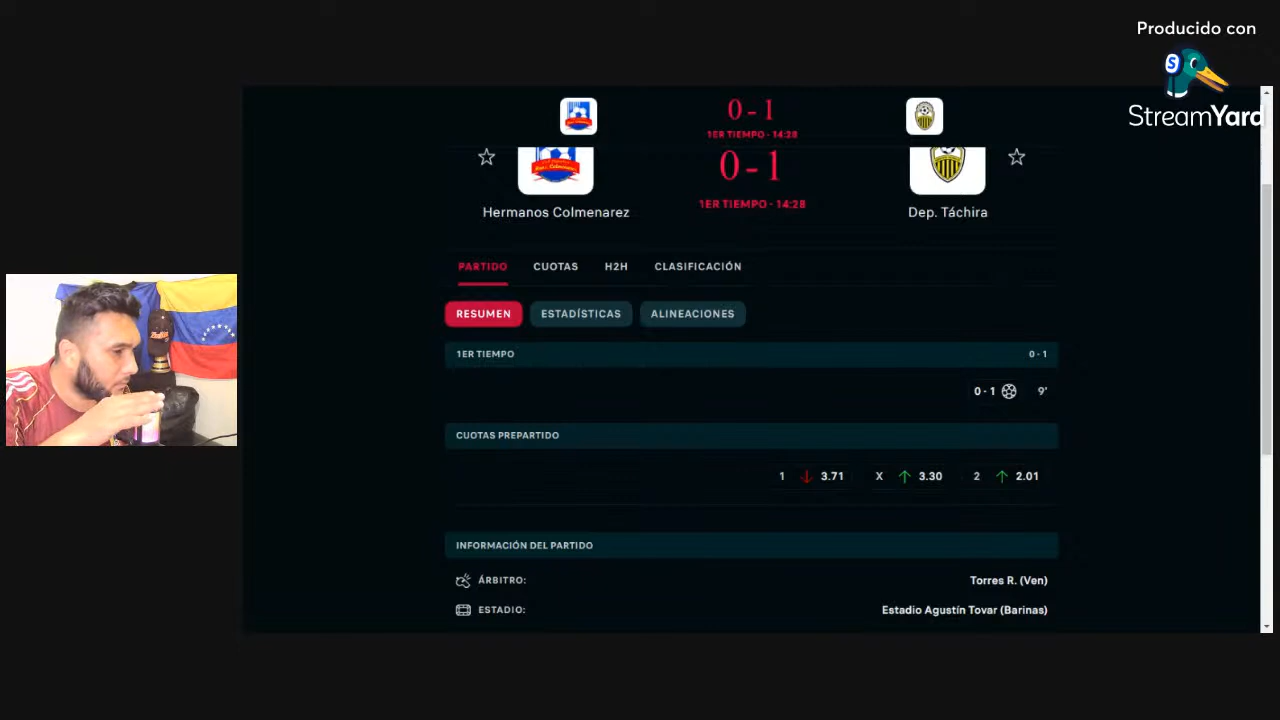 Producido con
StreamYard
0 - 1
1ER TIEMPO - 14:28
0 - 1
1ER TIEMPO - 14:28
Hermanos Colmenarez
Dep. Táchira
PARTIDO CUOTAS H2H CLASIFICACIÓN
RESUMEN ESTADÍSTICAS ALINEACIONES
1ER TIEMPO 0 - 1
0 - 1 9'
CUOTAS PREPARTIDO
1 3.71 X 3.30 2 2.01
INFORMACIÓN DEL PARTIDO
ÁRBITRO: Torres R. (Ven)
ESTADIO: Estadio Agustín Tovar (Barinas)